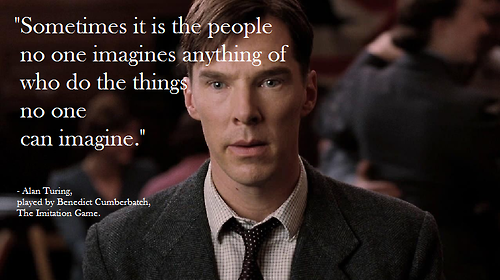 "Sometimes it is the people
no one imagines anything of
who do the things
no one
can imagine."
- Alan Turing,
played by Benedict Cumberbatch,
The Imitation Game.